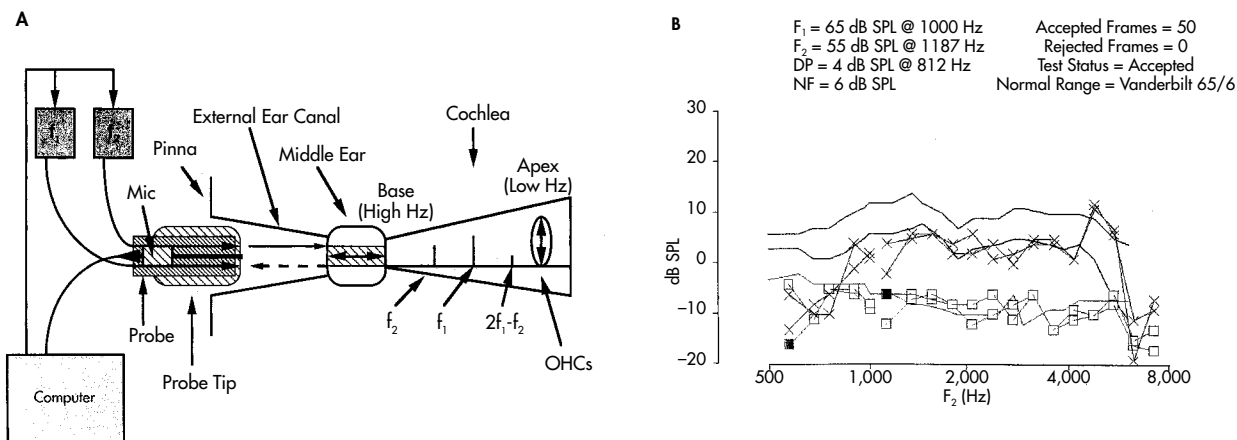 A
f₁
f₂
External Ear Canal
Cochlea
Pinna
Middle Ear
Apex
(Low Hz)
Mic
Base
(High Hz)
f₂
f₁
2f₁-f₂
Probe
OHCs
Probe Tip
Computer
B
F₁ = 65 dB SPL @ 1000 Hz
F₂ = 55 dB SPL @ 1187 Hz
DP = 4 dB SPL @ 812 Hz
NF = 6 dB SPL
Accepted Frames = 50
Rejected Frames = 0
Test Status = Accepted
Normal Range = Vanderbilt 65/6
30
20
10
0
−10
−20
dB SPL
500
1,000
2,000
4,000
8,000
F₂ (Hz)